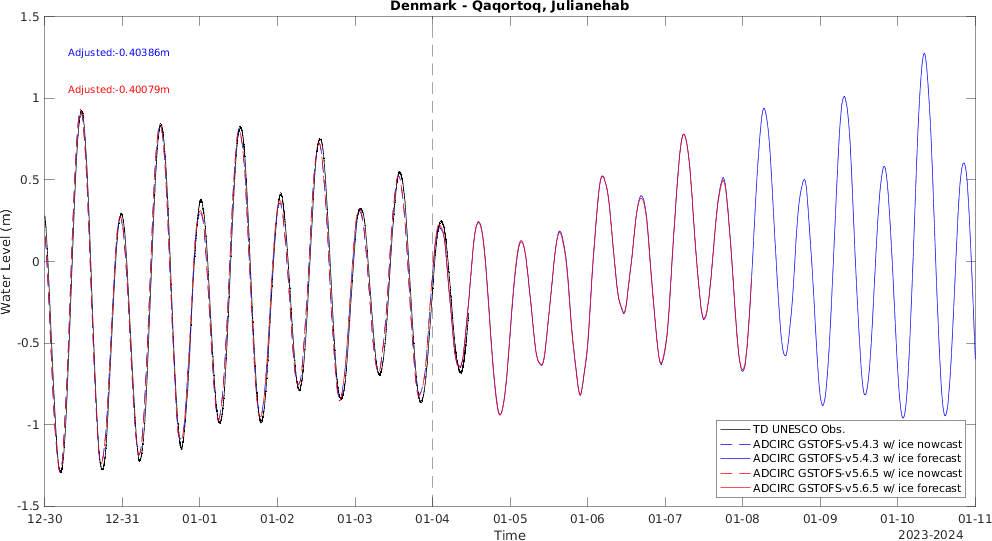 Denmark - Qaqortoq, Julianehab
Adjusted:-0.40386m
Adjusted:-0.40079m
1.5
1
0.5
0
-0.5
-1
-1.5
Water Level (m)
TD UNESCO Obs.
ADCIRC GSTOFS-v5.4.3 w/ ice nowcast
ADCIRC GSTOFS-v5.4.3 w/ ice forecast
ADCIRC GSTOFS-v5.6.5 w/ ice nowcast
ADCIRC GSTOFS-v5.6.5 w/ ice forecast
12-30 12-31 01-01 01-02 01-03 01-04 01-05 01-06 01-07 01-08 01-09 01-10 01-11
Time
2023-2024